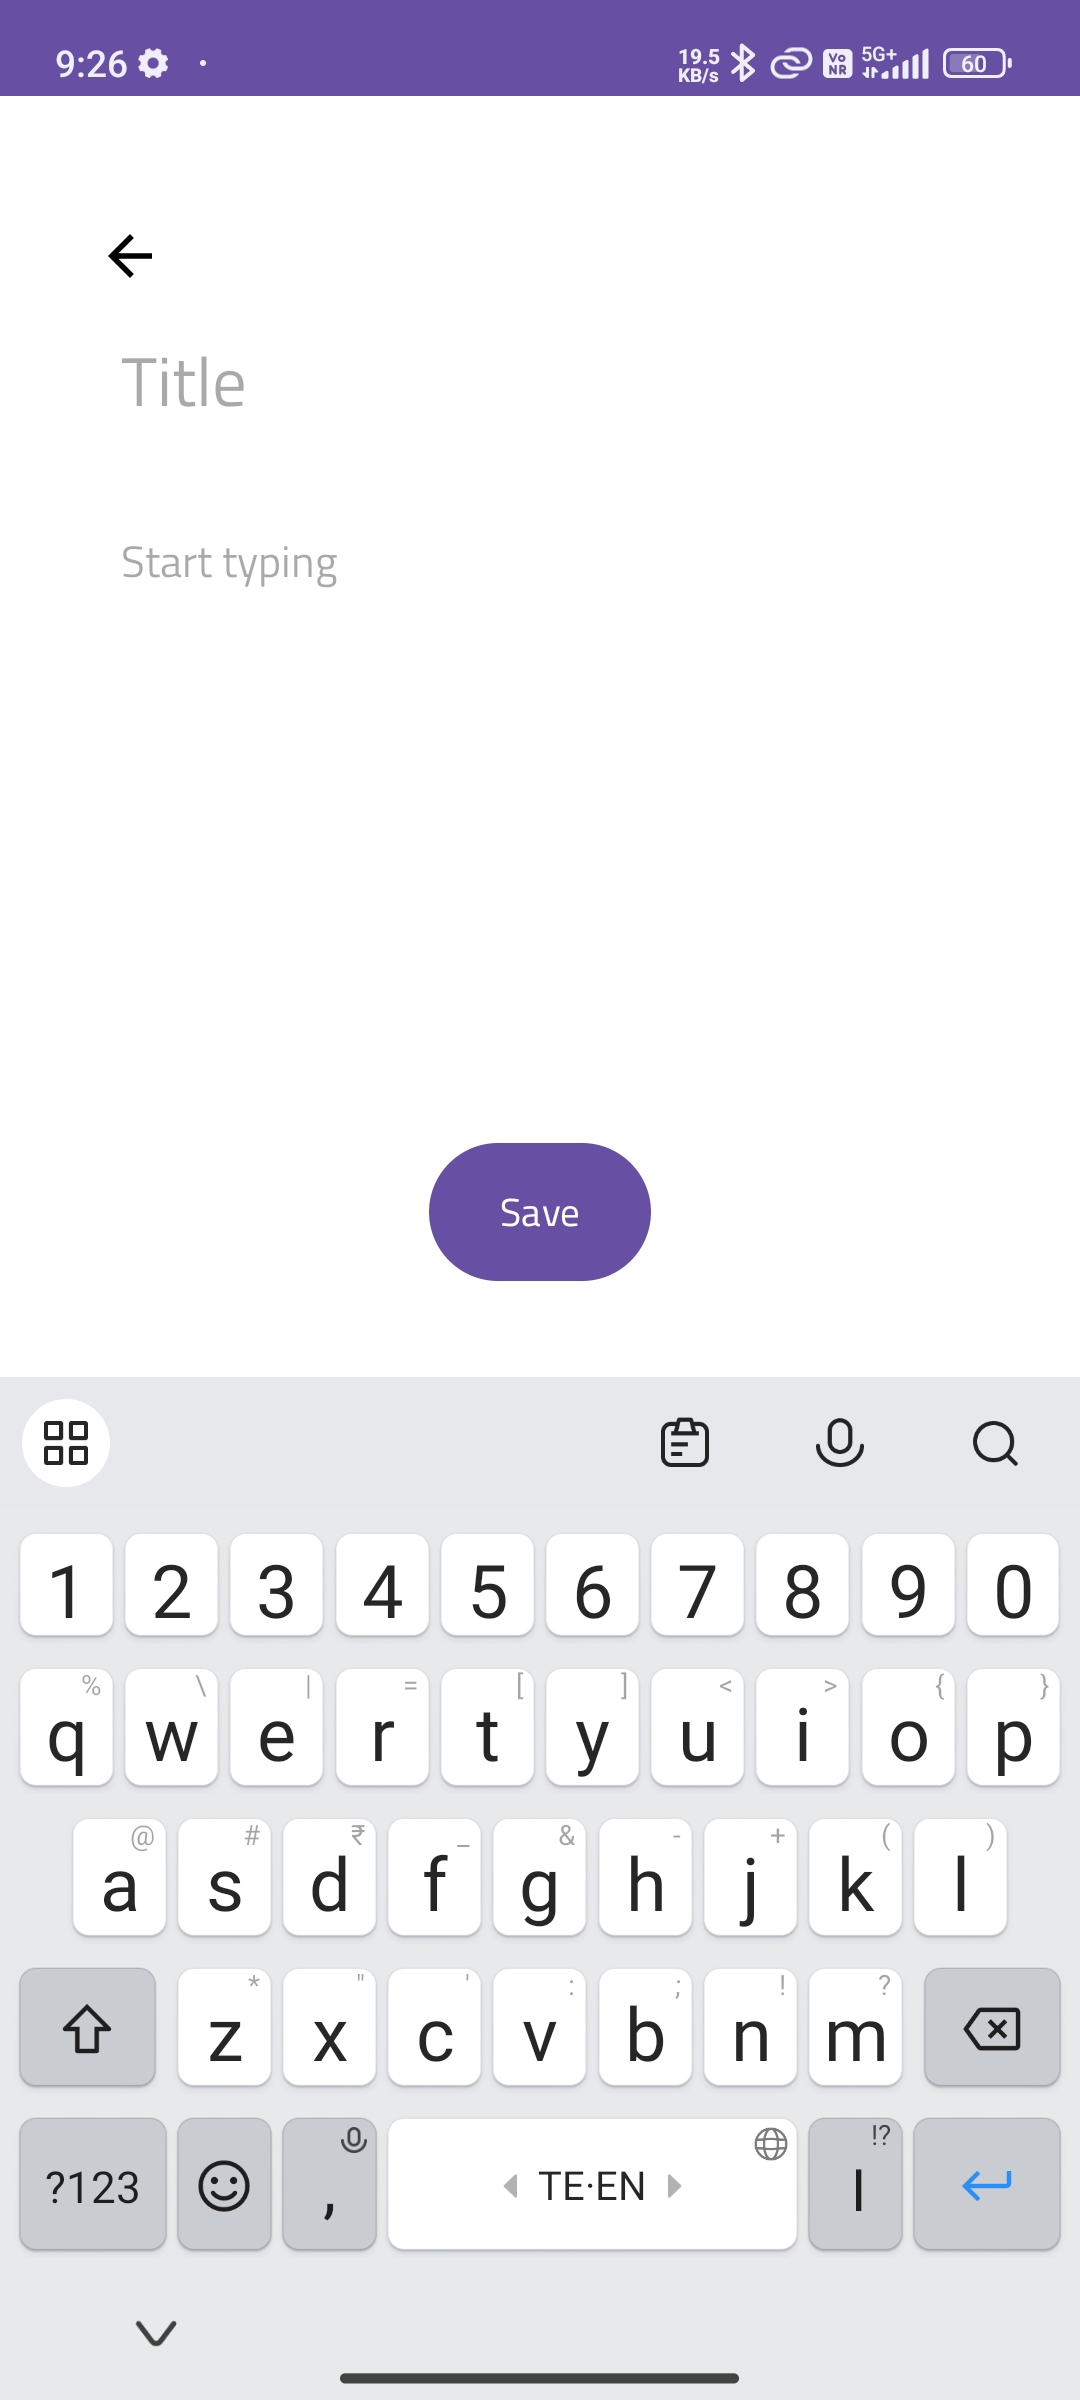 9:26
19.5 KB/s
Vo NR
5G+
60
Title
Start typing
Save
1 2 3 4 5 6 7 8 9 0
% \ | = [ ] < > { }
q w e r t y u i o p
@ # ₹ _ & - + ( )
a s d f g h j k l
* " ' : ; ! ?
z x c v b n m
!?
?123 , TE·EN |